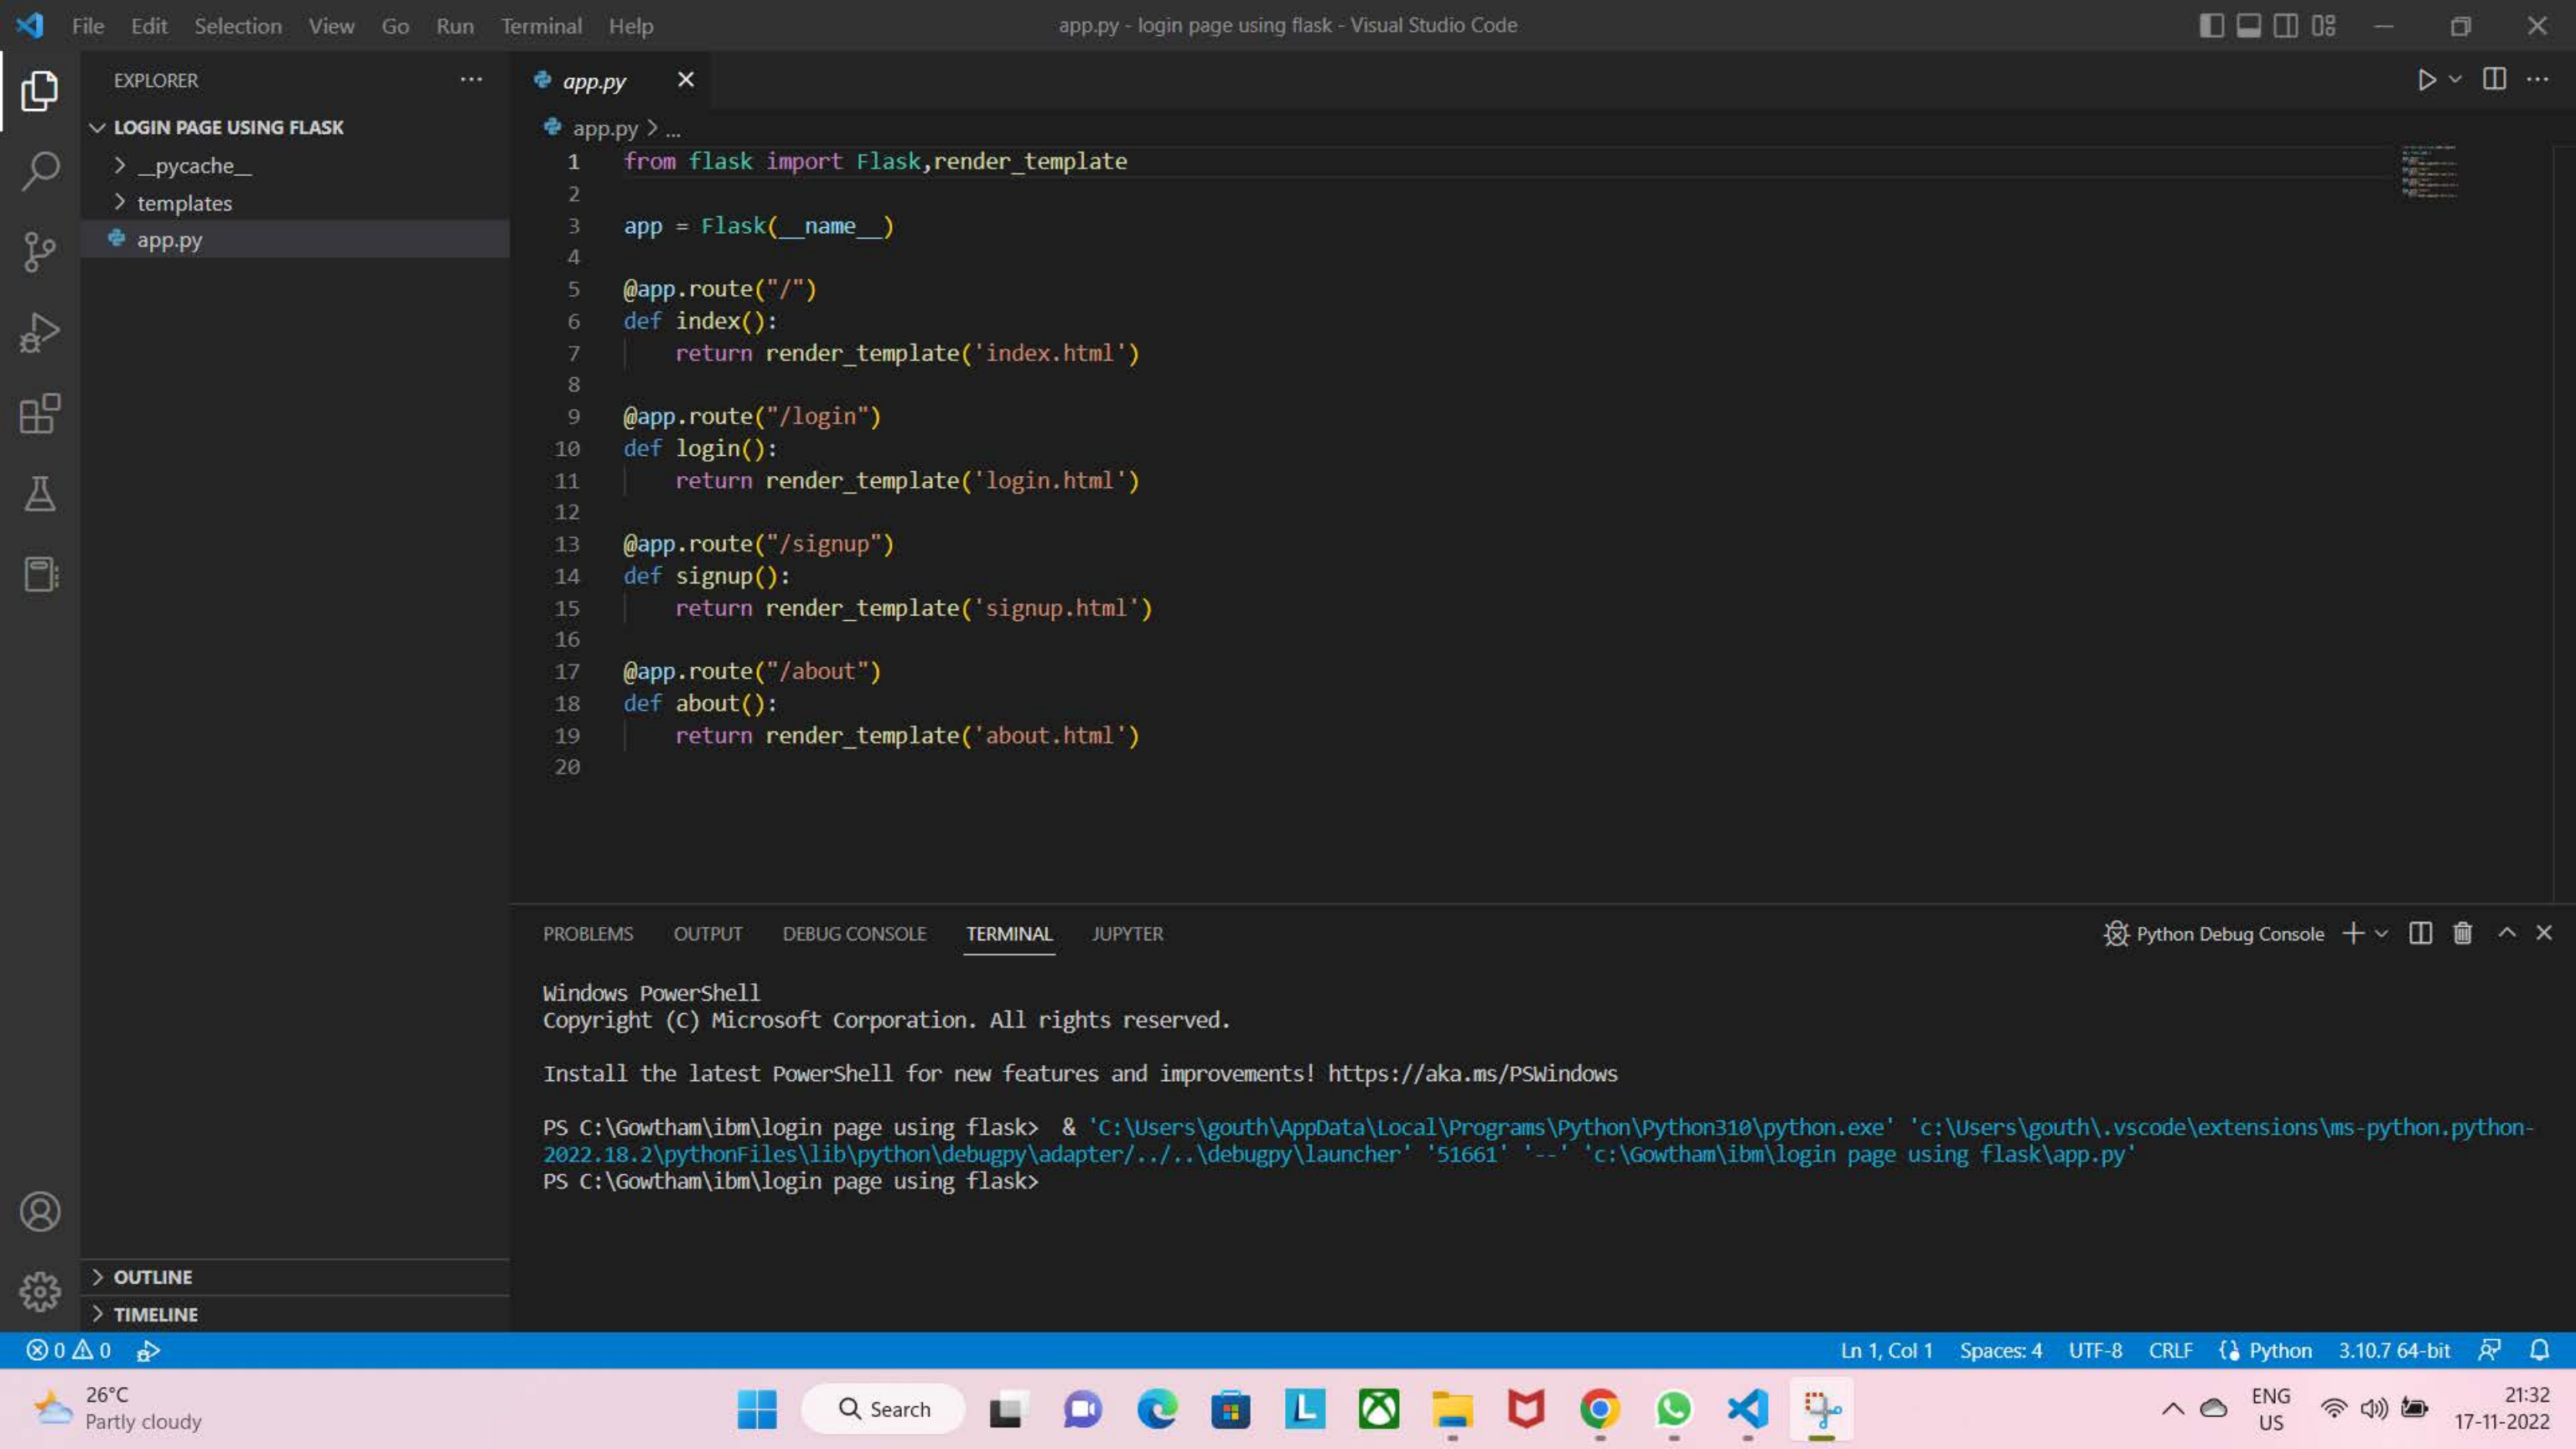 File Edit Selection View Go Run Terminal Help
app.py - login page using flask - Visual Studio Code
EXPLORER
LOGIN PAGE USING FLASK
__pycache__
templates
app.py
app.py
app.py > ...
1 from flask import Flask,render_template
2
3 app = Flask(__name__)
4
5 @app.route("/")
6 def index():
7 return render_template('index.html')
8
9 @app.route("/login")
10 def login():
11 return render_template('login.html')
12
13 @app.route("/signup")
14 def signup():
15 return render_template('signup.html')
16
17 @app.route("/about")
18 def about():
19 return render_template('about.html')
20
PROBLEMS OUTPUT DEBUG CONSOLE TERMINAL JUPYTER
Python Debug Console
Windows PowerShell
Copyright (C) Microsoft Corporation. All rights reserved.
Install the latest PowerShell for new features and improvements! https://aka.ms/PSWindows
PS C:\Gowtham\ibm\login page using flask> & 'C:\Users\gouth\AppData\Local\Programs\Python\Python310\python.exe' 'c:\Users\gouth\.vscode\extensions\ms-python.python-
2022.18.2\pythonFiles\lib\python\debugpy\adapter/../..\debugpy\launcher' '51661' '--' 'c:\Gowtham\ibm\login page using flask\app.py'
PS C:\Gowtham\ibm\login page using flask>
OUTLINE
TIMELINE
0 0
Ln 1, Col 1 Spaces: 4 UTF-8 CRLF Python 3.10.7 64-bit
26°C
Partly cloudy
Search
L
ENG
US
21:32
17-11-2022